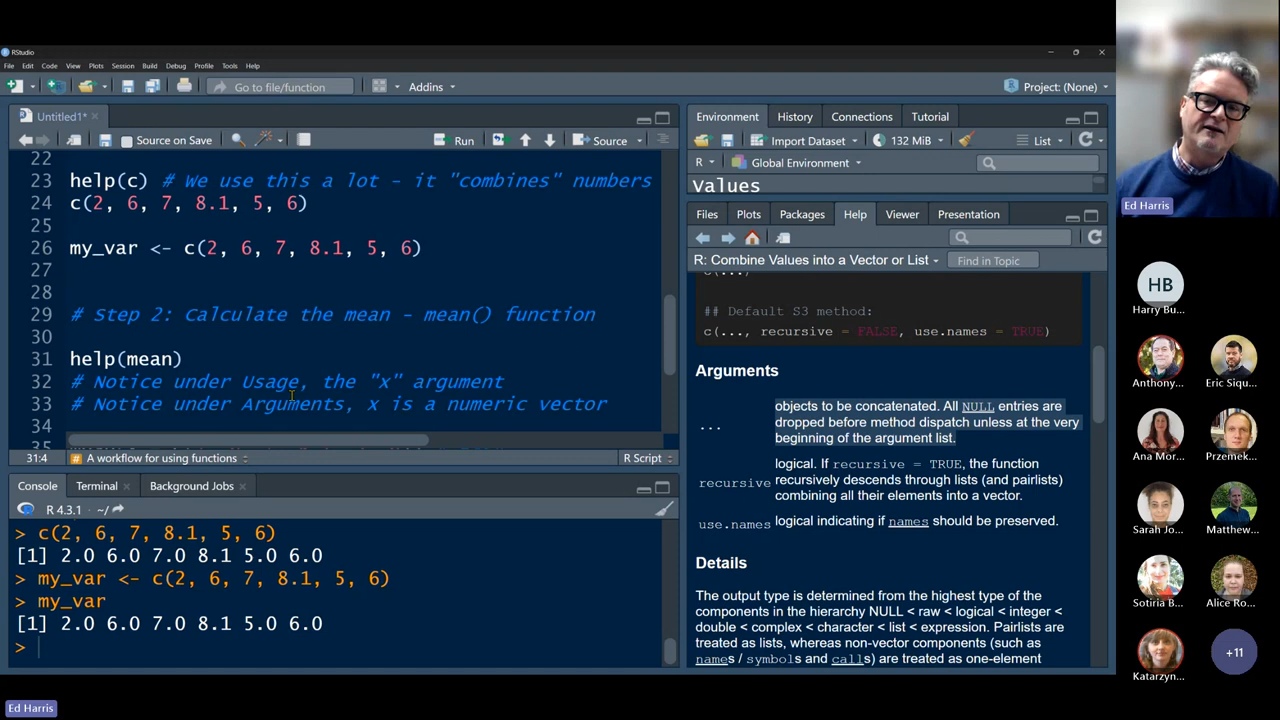 RStudio
File Edit Code View Plots Session Build Debug Profile Tools Help
Go to file/function
Addins
Project: (None)
Untitled1*
Source on Save
Run
Source
22
23 help(c) # We use this a lot - it "combines" numbers
24 c(2, 6, 7, 8.1, 5, 6)
25
26 my_var <- c(2, 6, 7, 8.1, 5, 6)
27
28
29 # Step 2: Calculate the mean - mean() function
30
31 help(mean)
32 # Notice under Usage, the "x" argument
33 # Notice under Arguments, x is a numeric vector
34
31:4 A workflow for using functions
R Script
Console Terminal Background Jobs
R 4.3.1 · ~/
> c(2, 6, 7, 8.1, 5, 6)
[1] 2.0 6.0 7.0 8.1 5.0 6.0
> my_var <- c(2, 6, 7, 8.1, 5, 6)
> my_var
[1] 2.0 6.0 7.0 8.1 5.0 6.0
>
Environment History Connections Tutorial
Import Dataset 132 MiB List
R Global Environment
Values
Files Plots Packages Help Viewer Presentation
R: Combine Values into a Vector or List
Find in Topic
## Default S3 method:
c(..., recursive = FALSE, use.names = TRUE)
Arguments
... objects to be concatenated. All NULL entries are
dropped before method dispatch unless at the very
beginning of the argument list.
recursive logical. If recursive = TRUE, the function
recursively descends through lists (and pairlists)
combining all their elements into a vector.
use.names logical indicating if names should be preserved.
Details
The output type is determined from the highest type of the
components in the hierarchy NULL < raw < logical < integer <
double < complex < character < list < expression. Pairlists are
treated as lists, whereas non-vector components (such as
names / symbols and calls) are treated as one-element
Ed Harris
HB
Harry Bu...
Anthony...
Eric Siqu...
Ana Mor...
Przemek...
Sarah Jo...
Matthew...
Sotiria B...
Alice Ro...
Katarzyn...
+11
Ed Harris